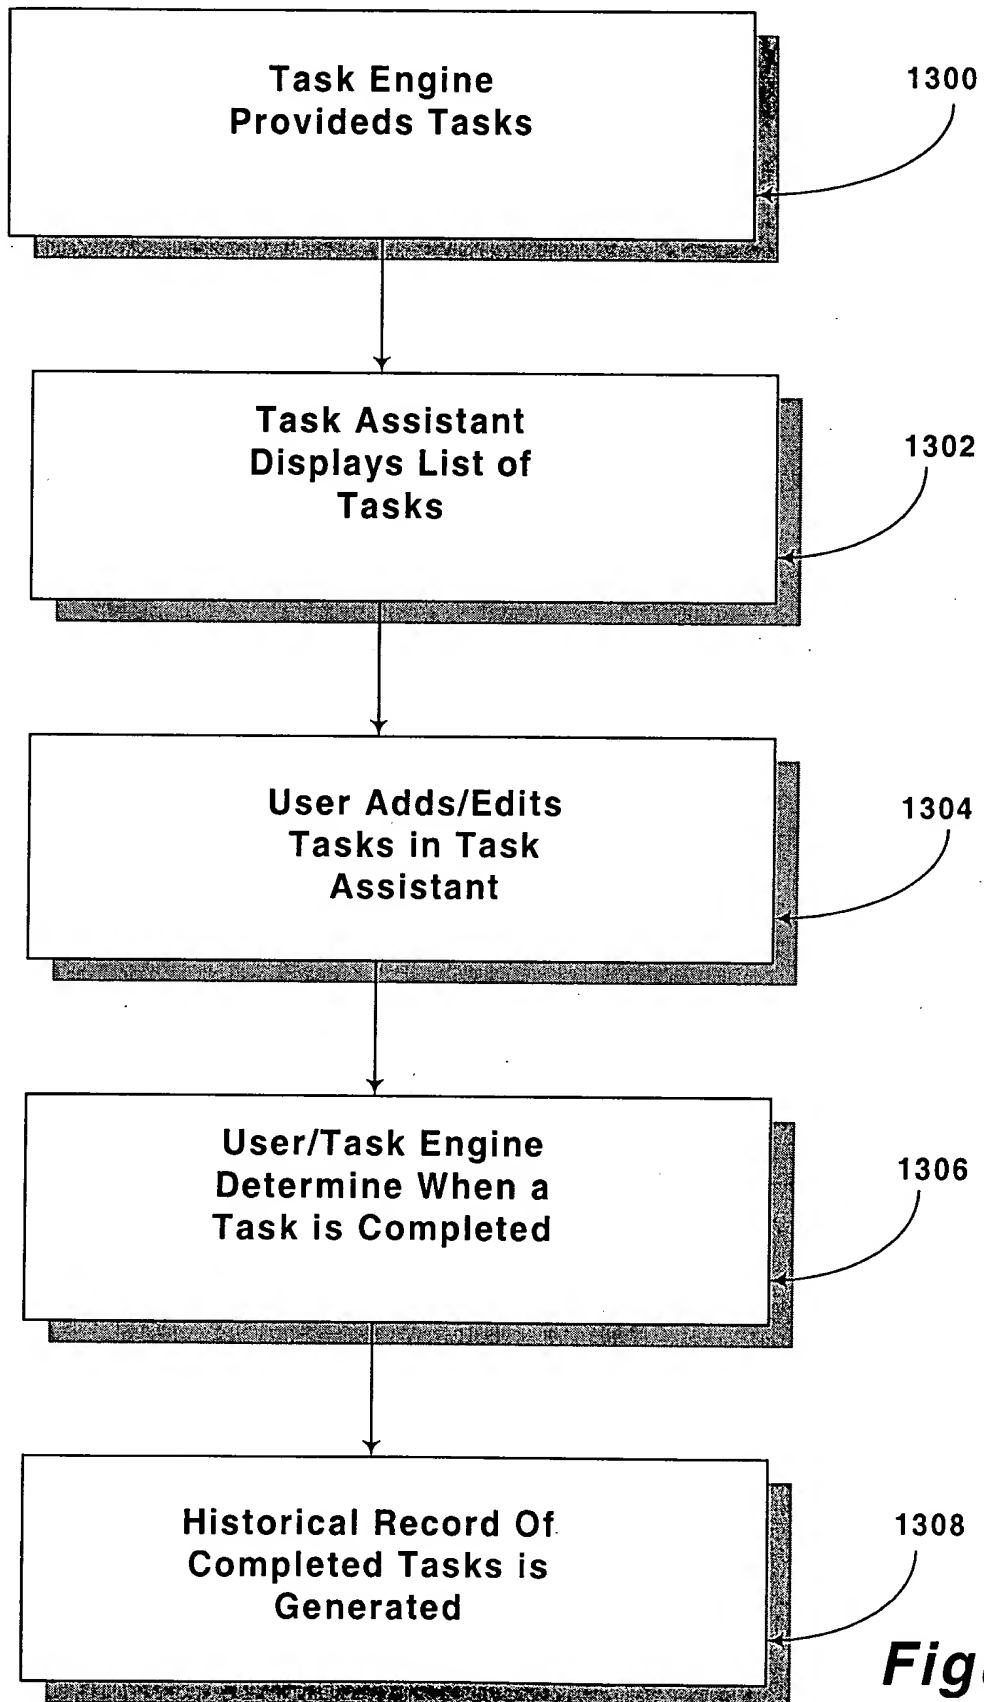 Task Engine
Provideds Tasks
1300
Task Assistant
Displays List of
Tasks
1302
User Adds/Edits
Tasks in Task
Assistant
1304
User/Task Engine
Determine When a
Task is Completed
1306
Historical Record Of
Completed Tasks is
Generated
1308